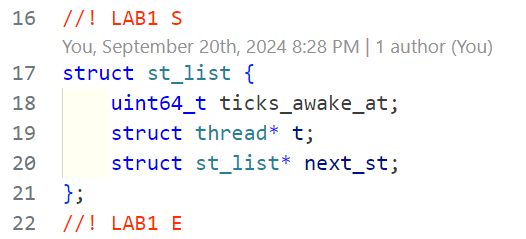 16 //! LAB1 S
You, September 20th, 2024 8:28 PM | 1 author (You)
17 struct st_list {
18     uint64_t ticks_awake_at;
19     struct thread* t;
20     struct st_list* next_st;
21 };
22 //! LAB1 E